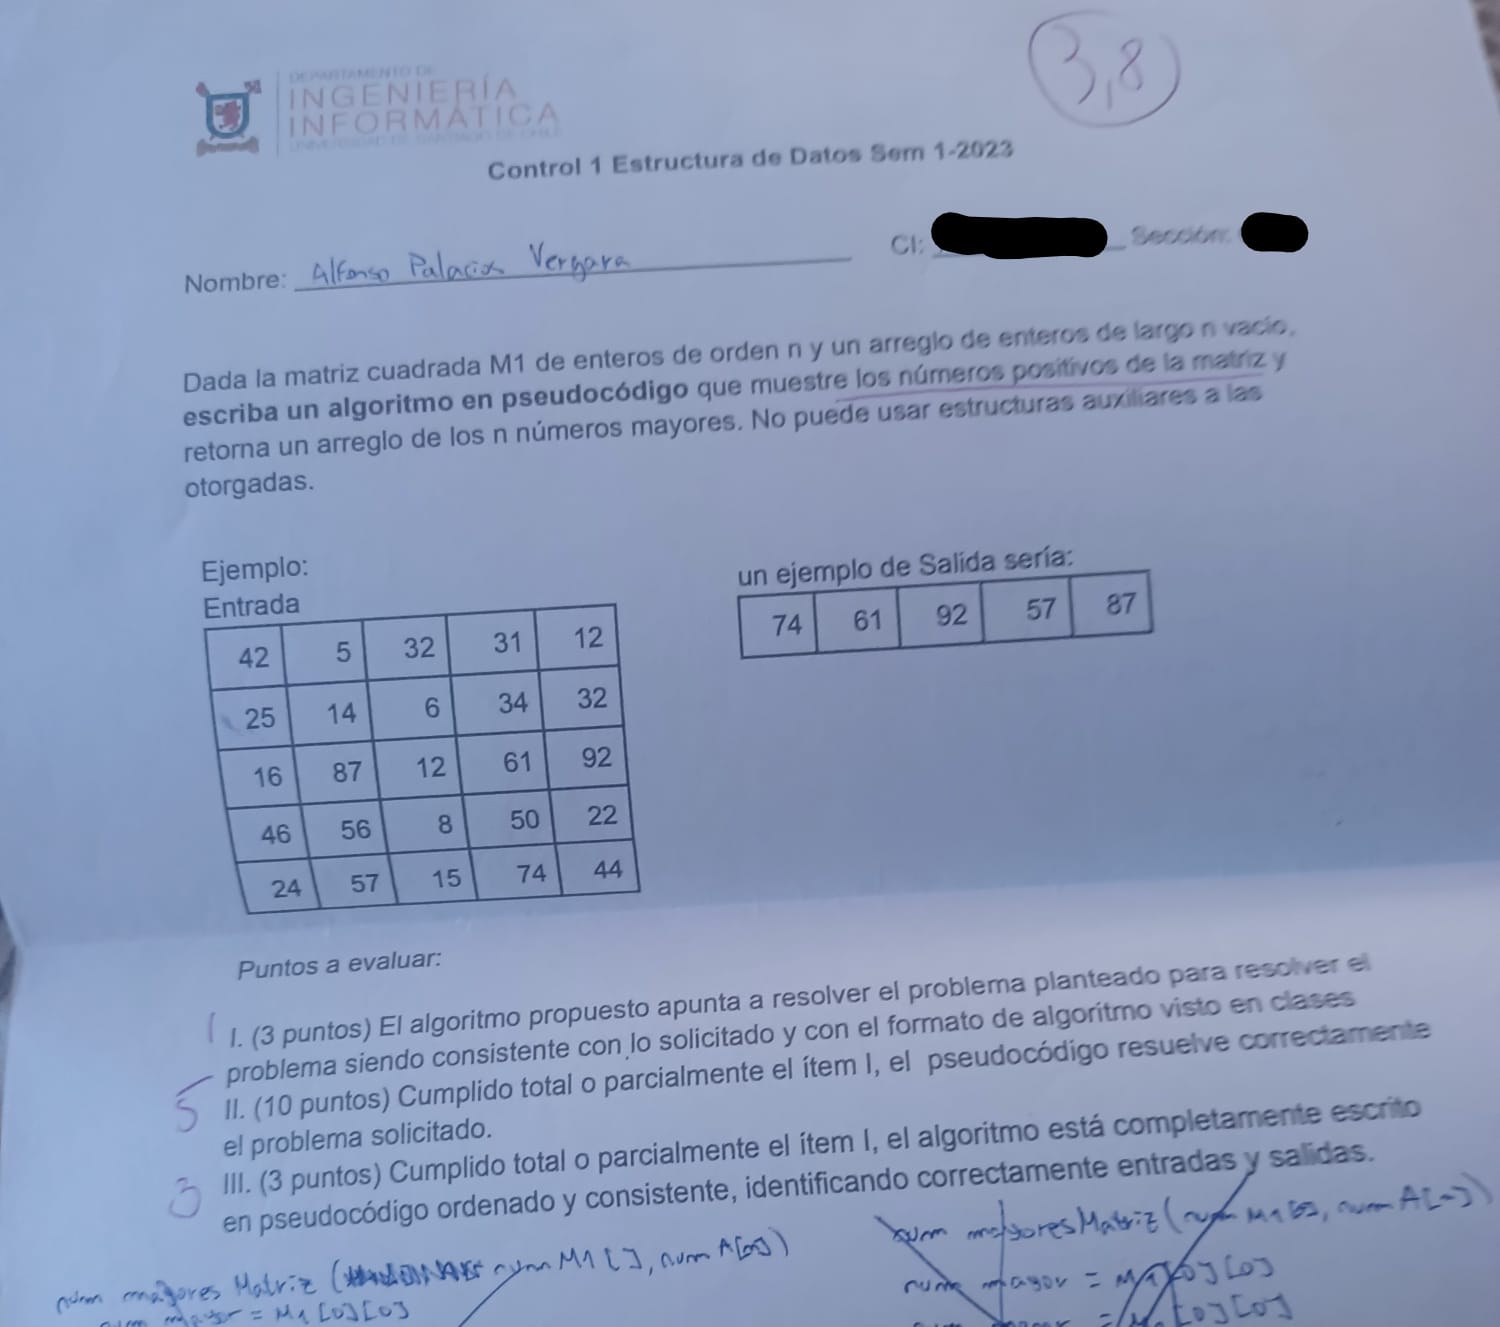 3,8
DEPARTAMENTO DE
INGENIERÍA
INFORMÁTICA
UNIVERSIDAD DE SANTIAGO DE CHILE
Control 1 Estructura de Datos Sem 1-2023
Nombre: Alfonso Palacios Vergara CI: Sección:
Dada la matriz cuadrada M1 de enteros de orden n y un arreglo de enteros de largo n vacío,
escriba un algoritmo en pseudocódigo que muestre los números positivos de la matriz y
retorna un arreglo de los n números mayores. No puede usar estructuras auxiliares a las
otorgadas.
Ejemplo:
Entrada
42 5 32 31 12
25 14 6 34 32
16 87 12 61 92
46 56 8 50 22
24 57 15 74 44
un ejemplo de Salida sería:
74 61 92 57 87
Puntos a evaluar:
1 I. (3 puntos) El algoritmo propuesto apunta a resolver el problema planteado para resolver el
problema siendo consistente con lo solicitado y con el formato de algoritmo visto en clases
5 II. (10 puntos) Cumplido total o parcialmente el ítem I, el pseudocódigo resuelve correctamente
el problema solicitado.
3 III. (3 puntos) Cumplido total o parcialmente el ítem I, el algoritmo está completamente escrito
en pseudocódigo ordenado y consistente, identificando correctamente entradas y salidas.
num mayores Matriz ( num M1 [ ], num A[n])
num mayor = M1 [0][0]
num mayoresMatriz (num M1 , num A[n])
num mayor = M1[0][0]
[0][0]